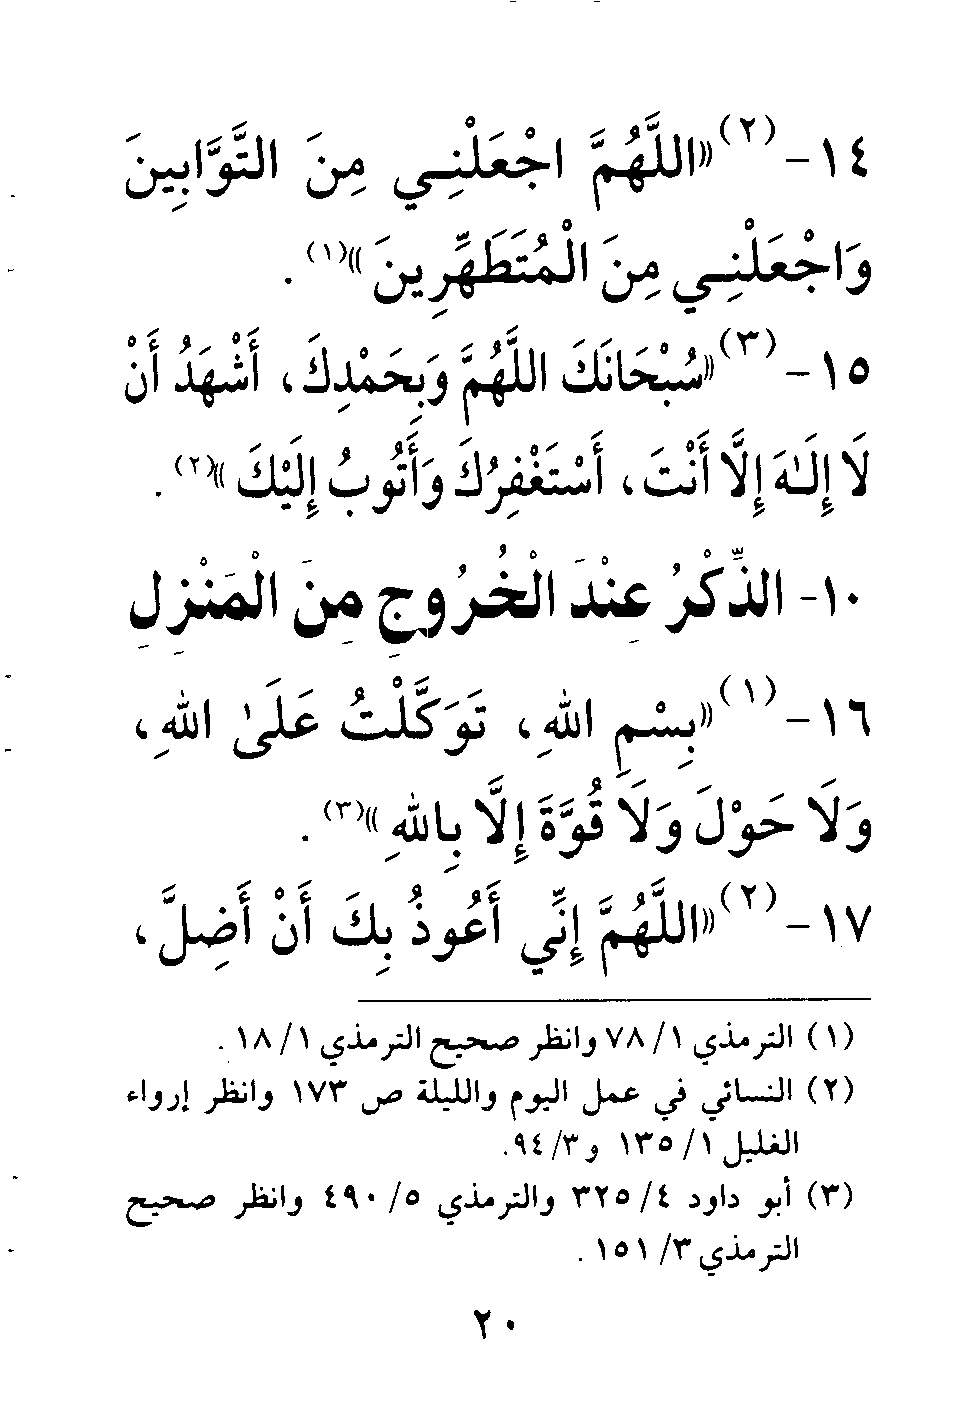 ١٤-(٢)«اللَّهُمَّ اجْعَلْنِـي مِنَ التَّوَّابِينَ
وَاجْعَلْنِـي مِنَ الْمُتَطَهِّرِينَ»(١).
١٥-(٣)«سُبْحَانَكَ اللَّهُمَّ وَبِحَمْدِكَ، أَشْهَدُ أَنْ
لَا إِلَـٰهَ إِلَّا أَنْتَ، أَسْتَغْفِرُكَ وَأَتُوبُ إِلَيْكَ»(٢).
١٠- الذِّكْرُ عِنْدَ الْخُرُوجِ مِنَ الْمَنْزِلِ
١٦-(١)«بِسْمِ اللهِ، تَوَكَّلْتُ عَلَىٰ اللهِ،
وَلَا حَوْلَ وَلَا قُوَّةَ إِلَّا بِاللهِ»(٣).
١٧-(٢)«اللَّهُمَّ إِنِّي أَعُوذُ بِكَ أَنْ أَضِلَّ،
(١) الترمذي ١/ ٧٨ وانظر صحيح الترمذي ١/ ١٨.
(٢) النسائي في عمل اليوم والليلة ص ١٧٣ وانظر إرواء
الغليل ١/ ١٣٥ و ٣/ ٩٤.
(٣) أبو داود ٤/ ٣٢٥ والترمذي ٥/ ٤٩٠ وانظر صحيح
الترمذي ٣/ ١٥١.
٢٠